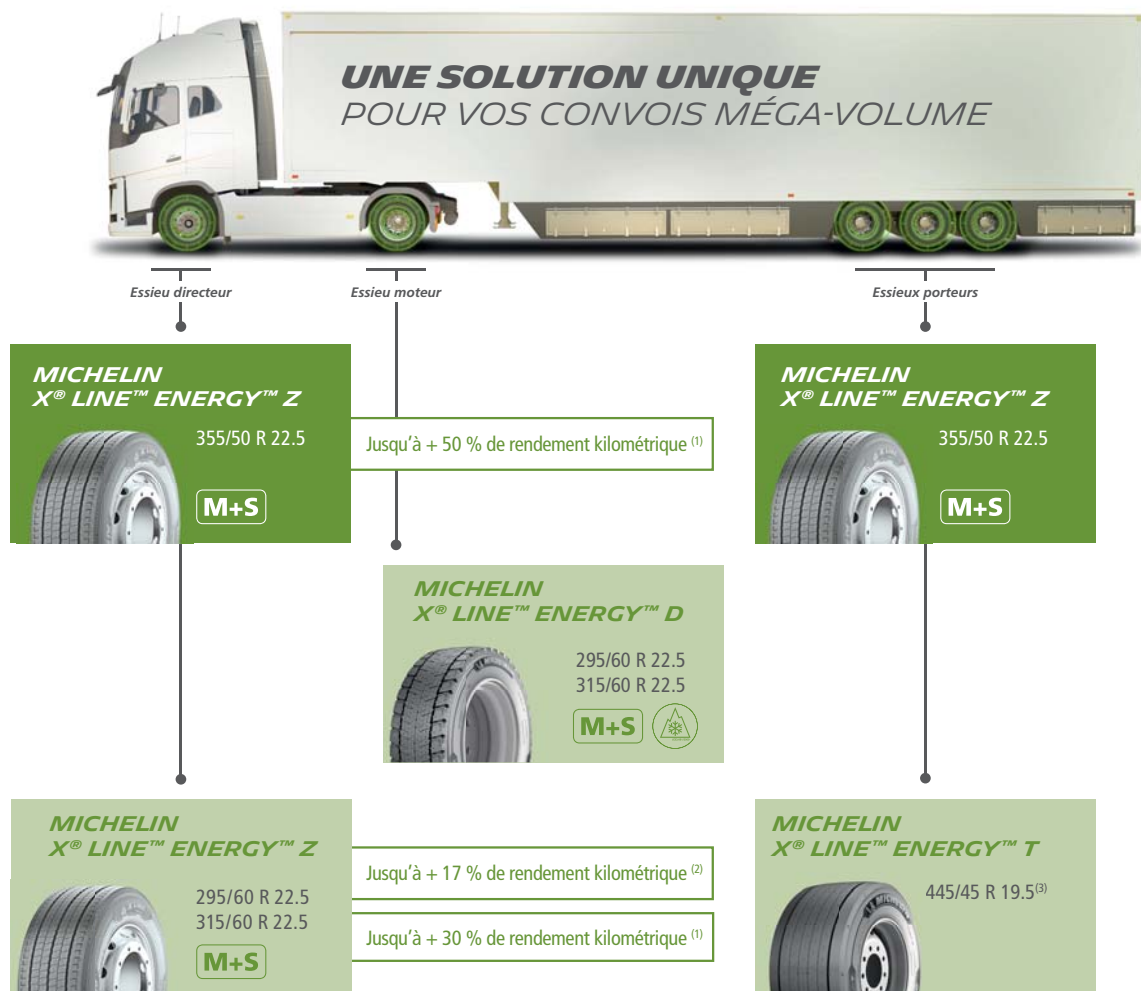 UNE SOLUTION UNIQUE
POUR VOS CONVOIS MÉGA-VOLUME
Essieu directeur
Essieu moteur
Essieux porteurs
MICHELIN
X® LINE™ ENERGY™ Z
355/50 R 22.5
M+S
Jusqu'à + 50 % de rendement kilométrique (1)
MICHELIN
X® LINE™ ENERGY™ Z
355/50 R 22.5
M+S
MICHELIN
X® LINE™ ENERGY™ D
295/60 R 22.5
315/60 R 22.5
M+S
MICHELIN
X® LINE™ ENERGY™ Z
295/60 R 22.5
315/60 R 22.5
M+S
Jusqu'à + 17 % de rendement kilométrique (2)
Jusqu'à + 30 % de rendement kilométrique (1)
MICHELIN
X® LINE™ ENERGY™ T
445/45 R 19.5(3)
MICHELIN